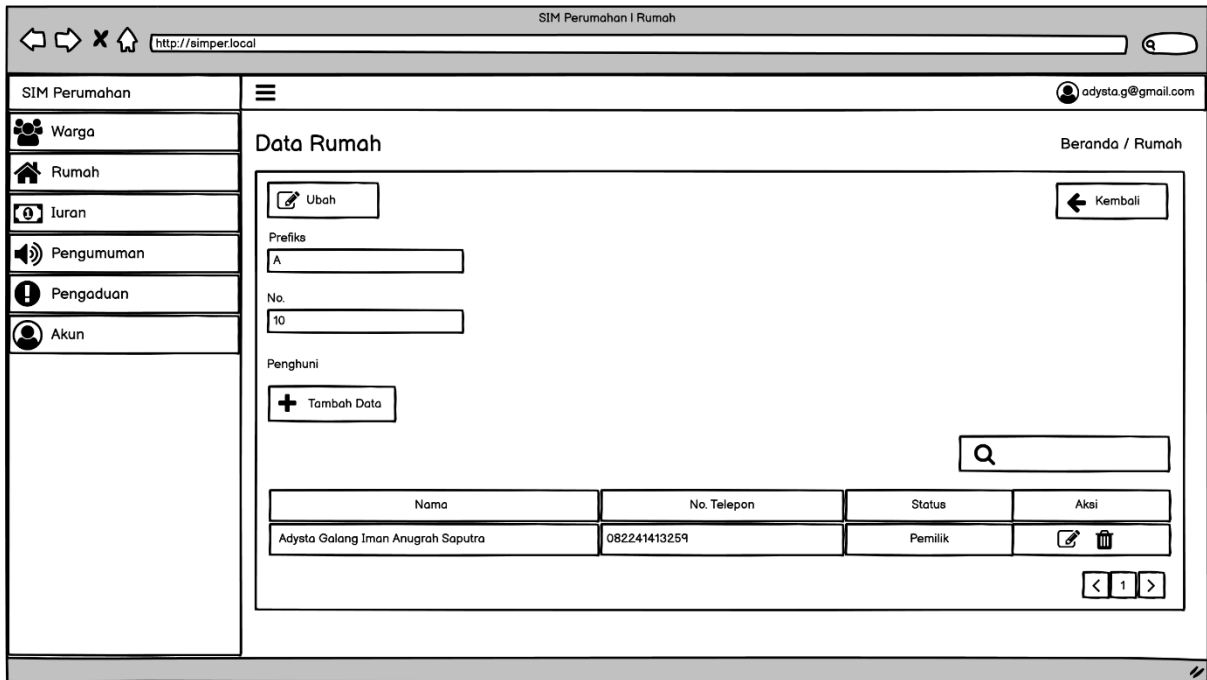 SIM Perumahan | Rumah
http://simper.local
SIM Perumahan
adysta.g@gmail.com
Warga
Rumah
Iuran
Pengumuman
Pengaduan
Akun
Data Rumah
Beranda / Rumah
Ubah
Kembali
Prefiks
A
No.
10
Penghuni
Tambah Data
Nama No. Telepon Status Aksi
Adysta Galang Iman Anugrah Saputra 082241413259 Pemilik
< 1 >